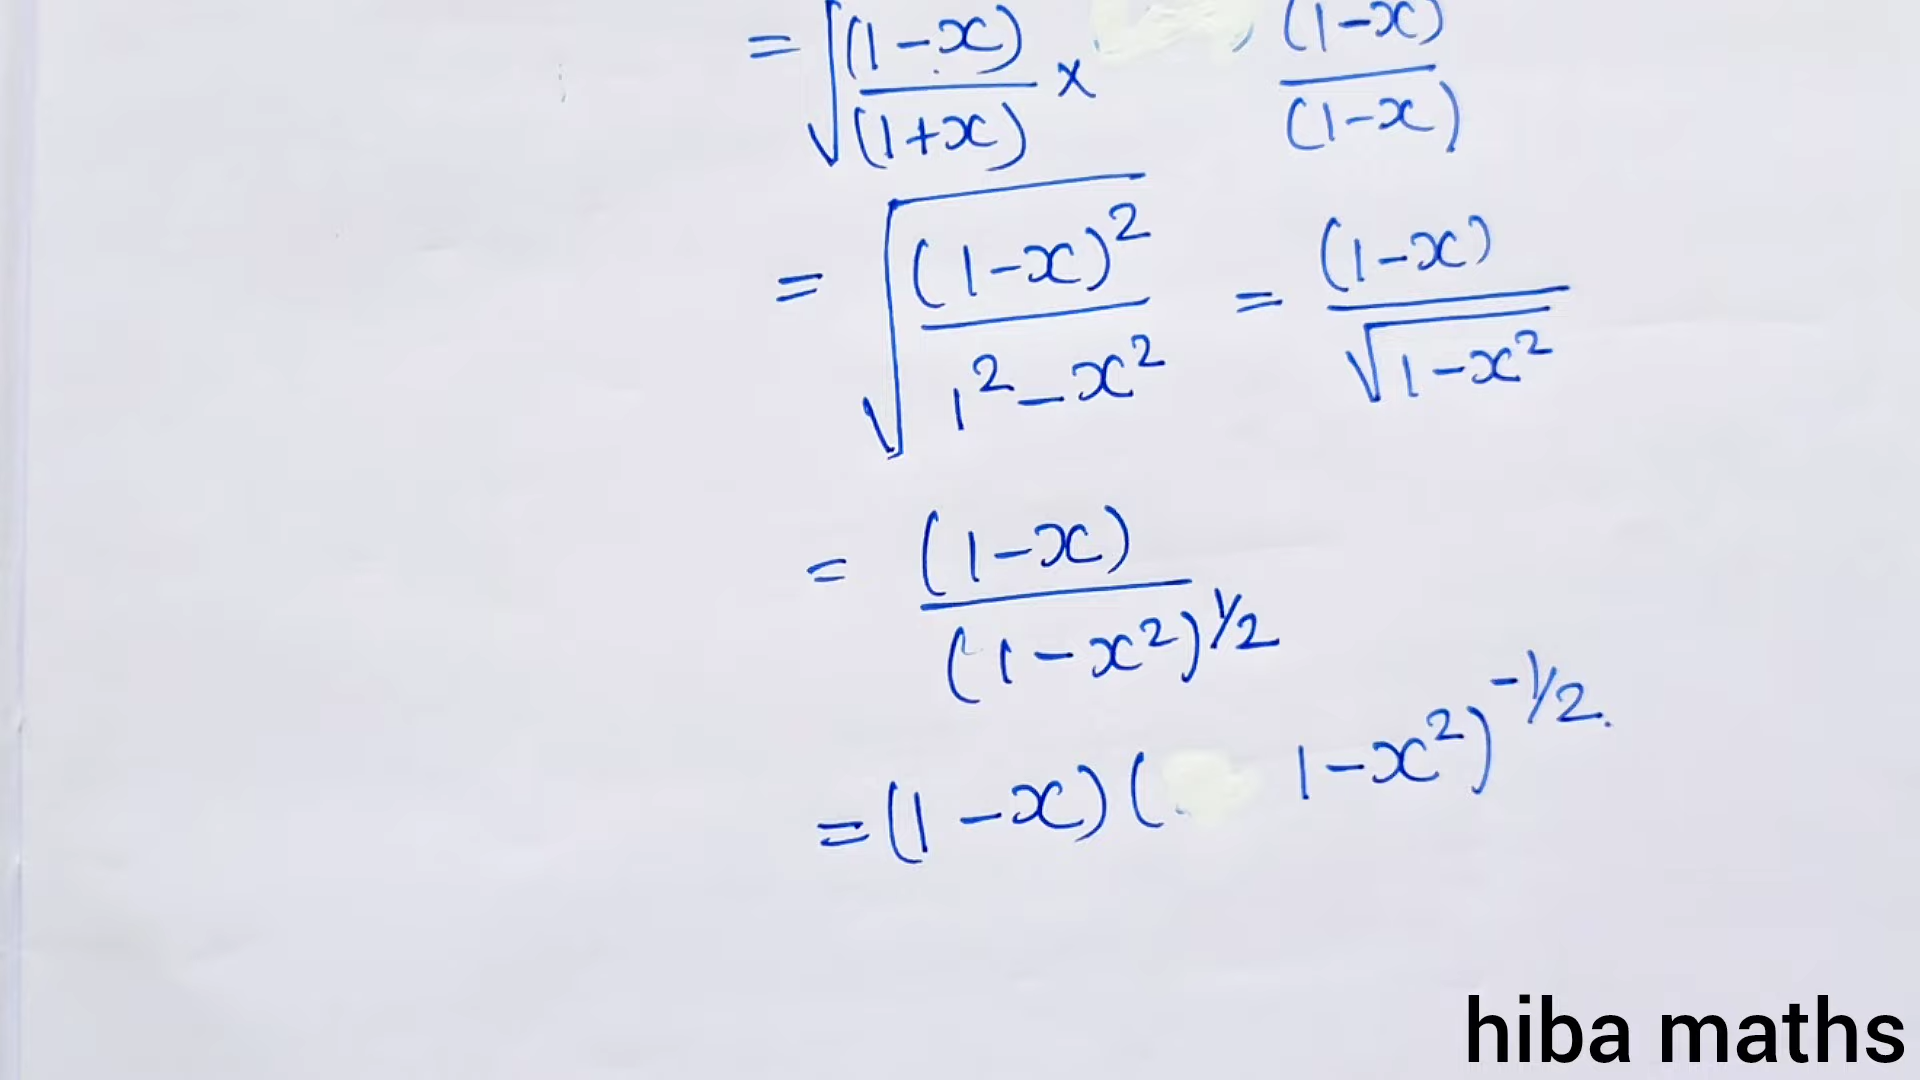 = √(1-x)/(1+x) × (1-x)/(1-x)
= √(1-x)²/1²-x² = (1-x)/√1-x²
= (1-x)/(1-x²)^1/2
= (1-x)( 1-x²)^-1/2.
hiba maths